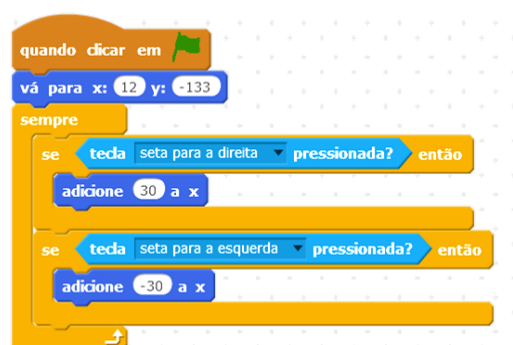 quando clicar em
vá para x: 12 y: -133
sempre
se tecla seta para a direita pressionada? então
adicione 30 a x
se tecla seta para a esquerda pressionada? então
adicione -30 a x